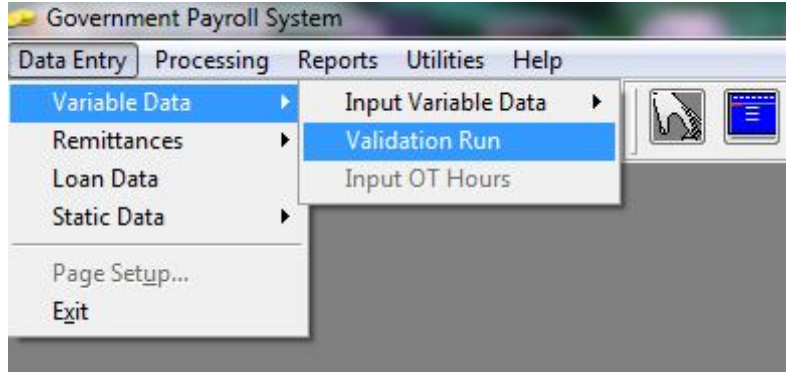 Government Payroll System
Data Entry Processing Reports Utilities Help
Variable Data
Remittances
Loan Data
Static Data
Page Setup...
Exit
Input Variable Data
Validation Run
Input OT Hours